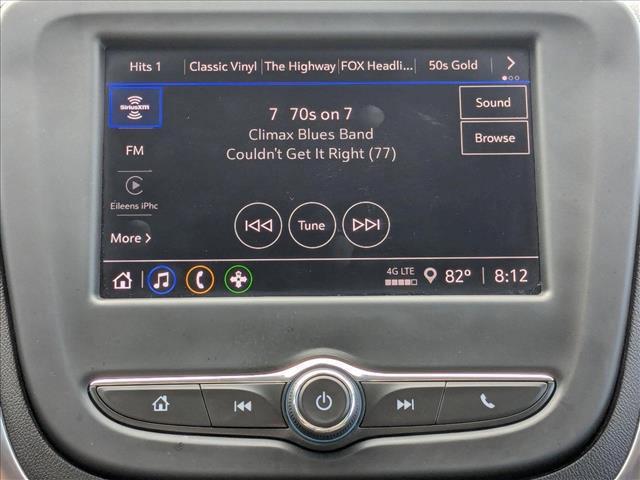 Hits 1 Classic Vinyl The Highway FOX Headli... 50s Gold
SiriusXM
7 70s on 7
Sound
Climax Blues Band
Browse
FM
Couldn't Get It Right (77)
Eileens iPhc
Tune
More
4G LTE
82° 8:12